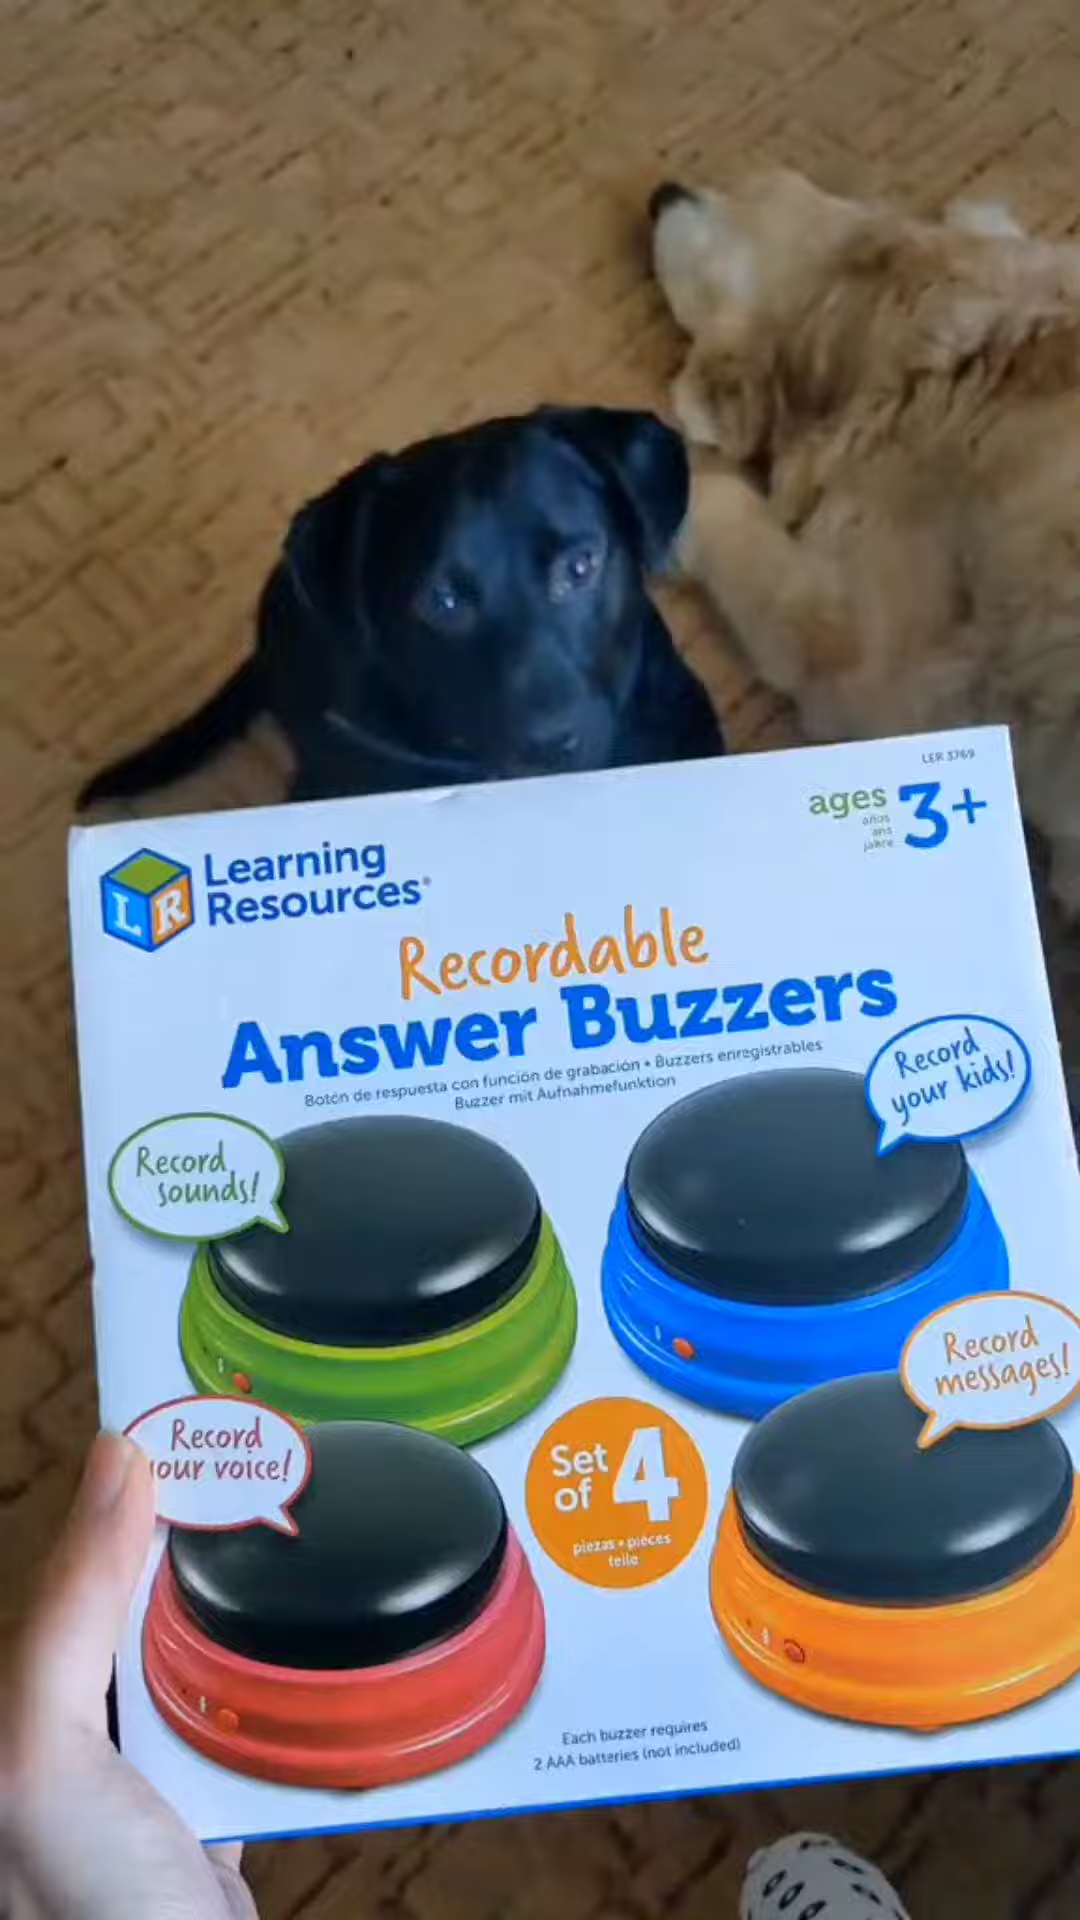 LER 3769
ages 3+
años
ans
jahre
LR
Learning
Resources®
Recordable
Answer Buzzers
Botón de respuesta con función de grabación • Buzzers enregistrables
Buzzer mit Aufnahmefunktion
Record
your kids!
Record
sounds!
Record
messages!
Record
our voice!
Set
of 4
piezas • pièces
teile
Each buzzer requires
2 AAA batteries (not included)